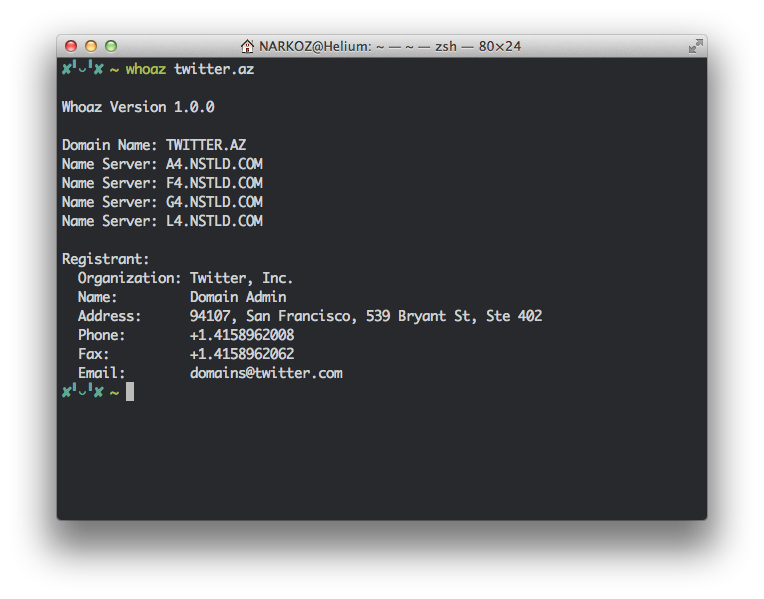 NARKOZ@Helium: ~ — ~ — zsh — 80×24
✘╹◡╹✘ ~ whoaz twitter.az
Whoaz Version 1.0.0
Domain Name: TWITTER.AZ
Name Server: A4.NSTLD.COM
Name Server: F4.NSTLD.COM
Name Server: G4.NSTLD.COM
Name Server: L4.NSTLD.COM
Registrant:
Organization: Twitter, Inc.
Name: Domain Admin
Address: 94107, San Francisco, 539 Bryant St, Ste 402
Phone: +1.4158962008
Fax: +1.4158962062
Email: domains@twitter.com
✘╹◡╹✘ ~